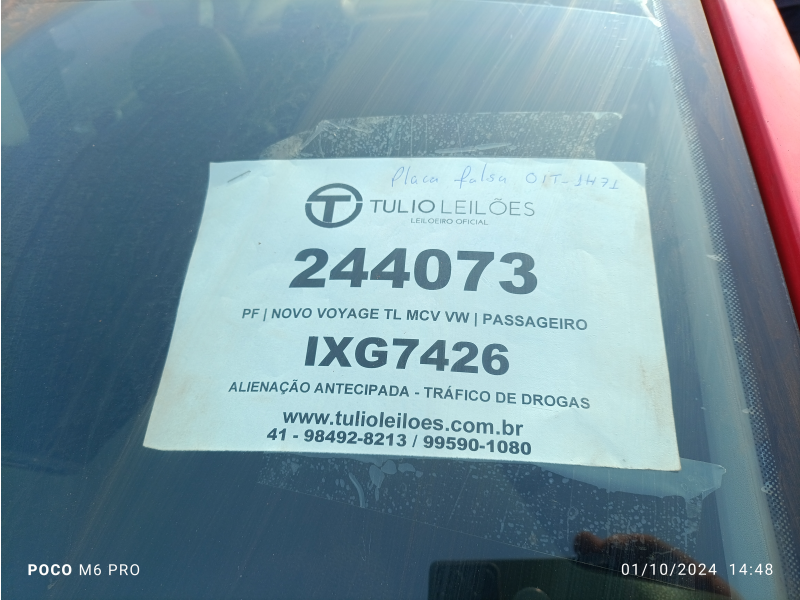 Placa falsa OIT-1H71
TULIO LEILÕES
LEILOEIRO OFICIAL
244073
PF | NOVO VOYAGE TL MCV VW | PASSAGEIRO
IXG7426
ALIENAÇÃO ANTECIPADA - TRÁFICO DE DROGAS
www.tulioleiloes.com.br
41 - 98492-8213 / 99590-1080
POCO M6 PRO
01/10/2024 14:48